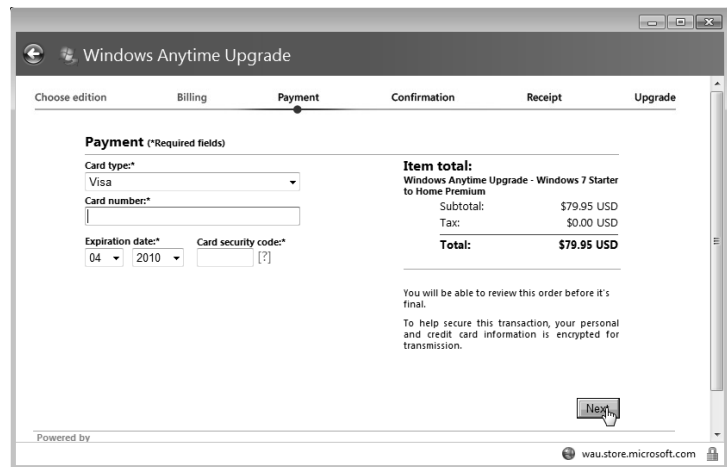 Windows Anytime Upgrade
Choose edition Billing Payment Confirmation Receipt Upgrade
Payment (*Required fields)
Card type:*
Visa
Card number:*
Expiration date:* Card security code:*
04 2010 [?]
Item total:
Windows Anytime Upgrade - Windows 7 Starter
to Home Premium
Subtotal: $79.95 USD
Tax: $0.00 USD
Total: $79.95 USD
You will be able to review this order before it's
final.
To help secure this transaction, your personal
and credit card information is encrypted for
transmission.
Next
Powered by
wau.store.microsoft.com